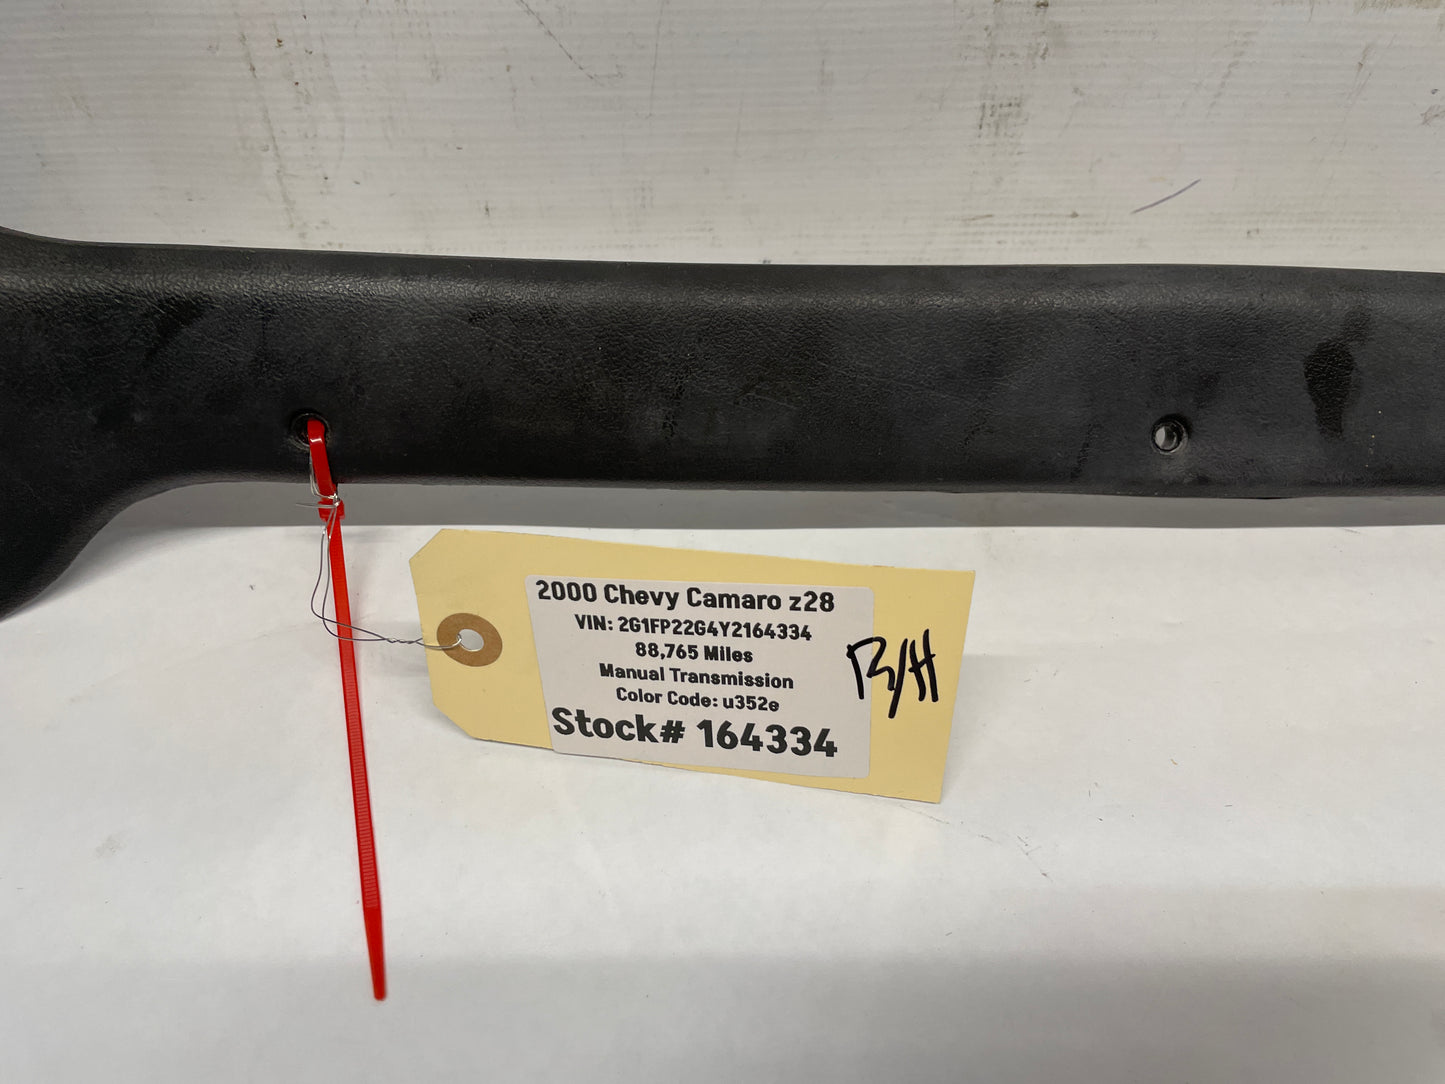 2000 Chevy Camaro z28
VIN: 2G1FP22G4Y2164334
88,765 Miles
Manual Transmission
Color Code: u352e
Stock# 164334
R/H